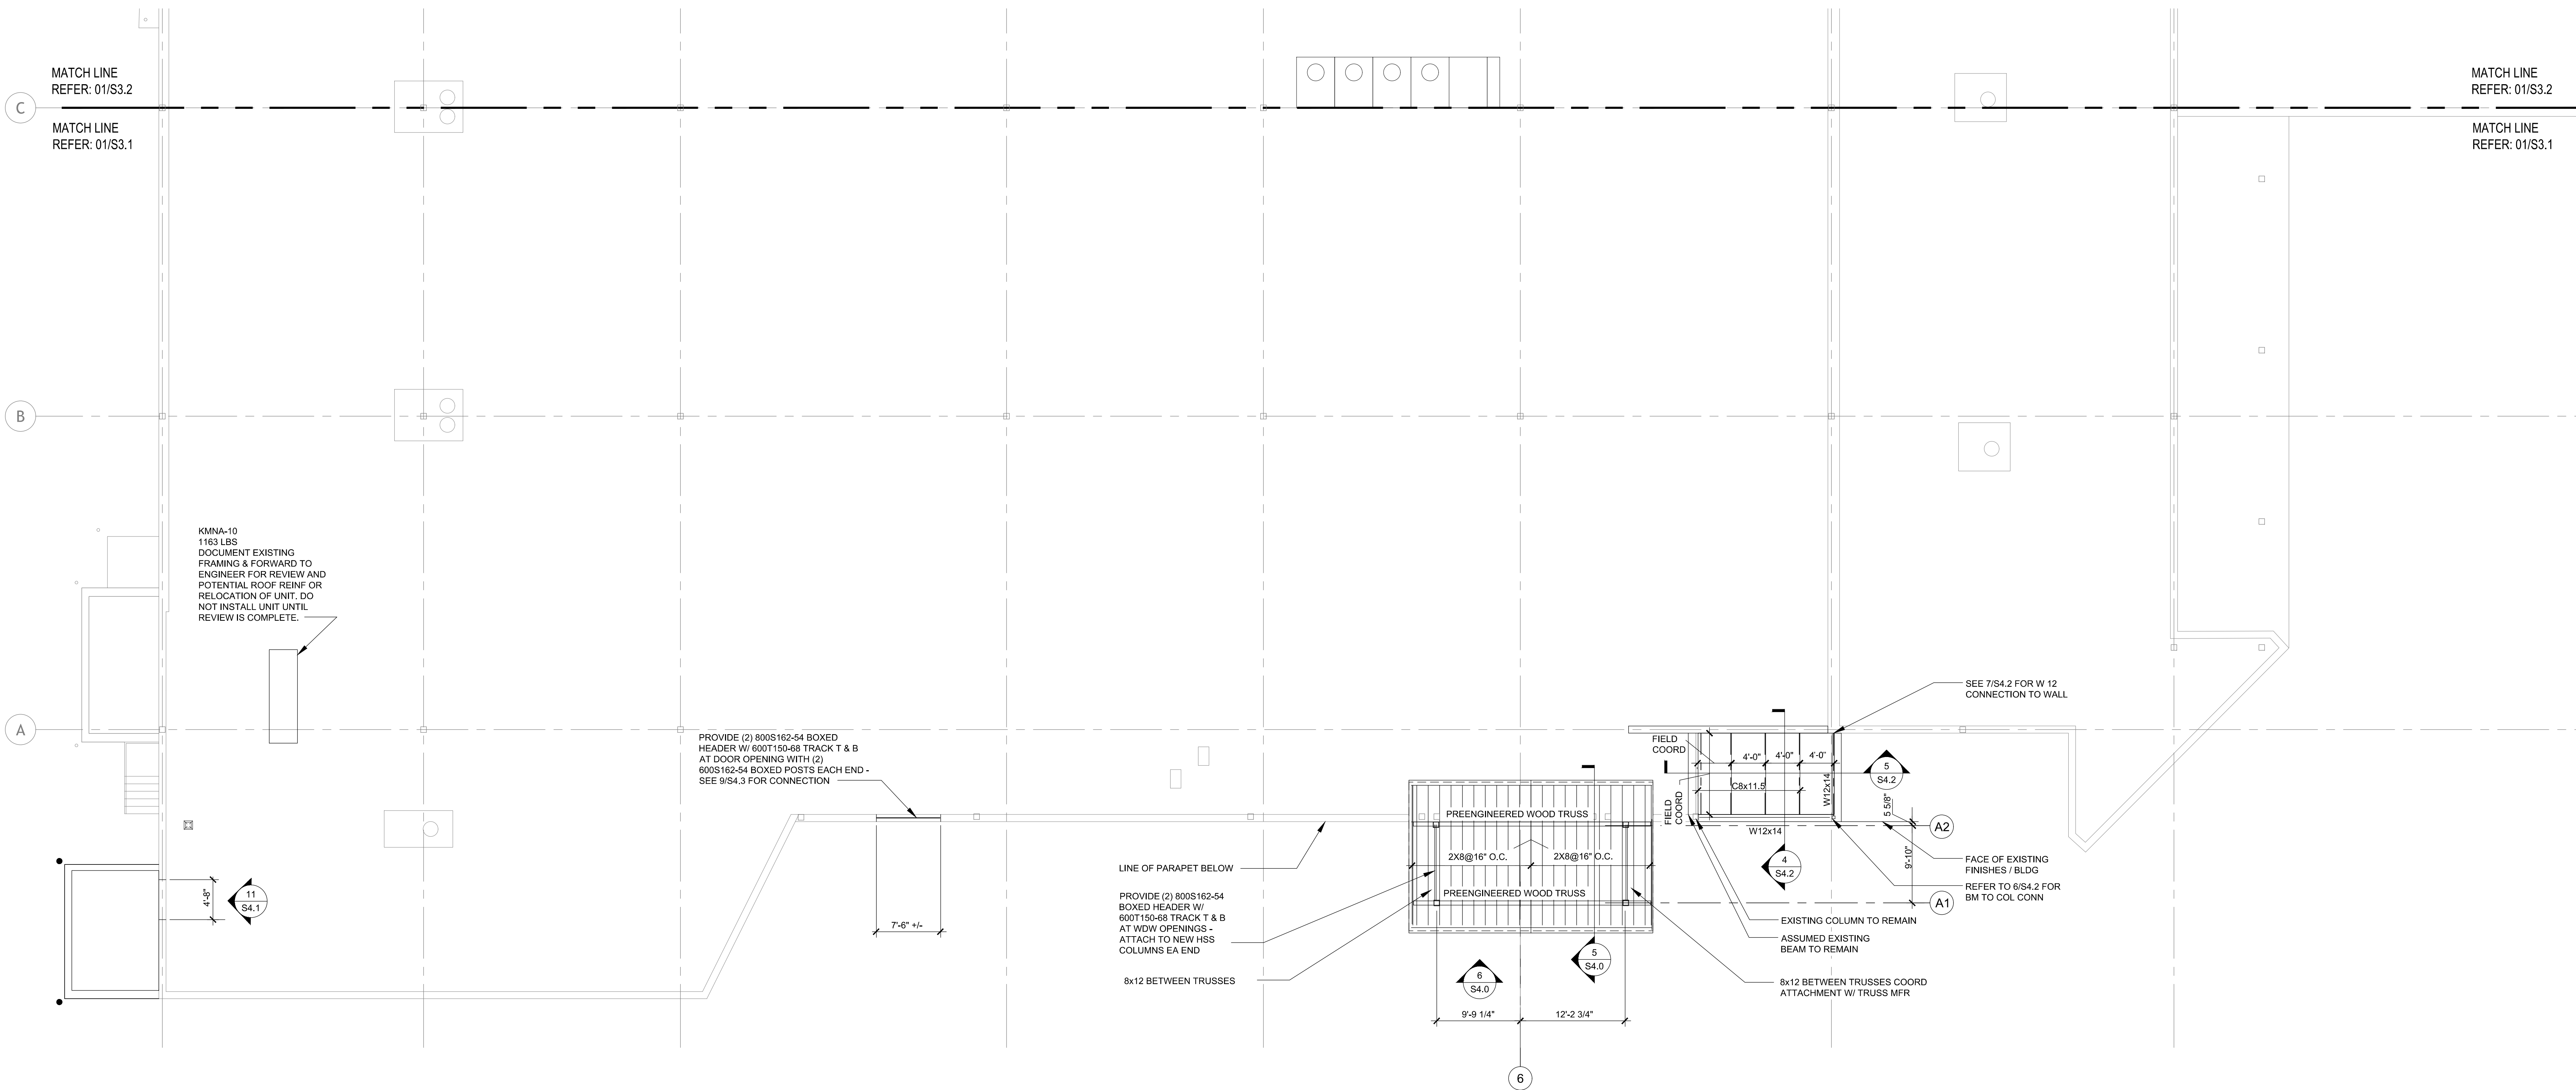 MATCH LINE
REFER: 01/S3.2
MATCH LINE
REFER: 01/S3.2
C
MATCH LINE
REFER: 01/S3.1
MATCH LINE
REFER: 01/S3.1
B
KMNA-10
1163 LBS
DOCUMENT EXISTING
FRAMING & FORWARD TO
ENGINEER FOR REVIEW AND
POTENTIAL ROOF REINF OR
RELOCATION OF UNIT. DO
NOT INSTALL UNIT UNTIL
REVIEW IS COMPLETE.
A
PROVIDE (2) 800S162-54 BOXED
HEADER W/ 600T150-68 TRACK T & B
AT DOOR OPENING WITH (2)
600S162-54 BOXED POSTS EACH END -
SEE 9/S4.3 FOR CONNECTION
SEE 7/S4.2 FOR W 12
CONNECTION TO WALL
FIELD
COORD
4'-0"
4'-0"
4'-0"
5
S4.2
C8x11.5
W12x14
FIELD
COORD
5 5/8"
W12x14
A2
PREENGINEERED WOOD TRUSS
2X8@16" O.C.
2X8@16" O.C.
PREENGINEERED WOOD TRUSS
LINE OF PARAPET BELOW
4
S4.2
9'-10"
FACE OF EXISTING
FINISHES / BLDG
REFER TO 6/S4.2 FOR
BM TO COL CONN
A1
4'-8"
11
S4.1
7'-6" +/-
PROVIDE (2) 800S162-54
BOXED HEADER W/
600T150-68 TRACK T & B
AT WDW OPENINGS -
ATTACH TO NEW HSS
COLUMNS EA END
EXISTING COLUMN TO REMAIN
ASSUMED EXISTING
BEAM TO REMAIN
8x12 BETWEEN TRUSSES
6
S4.0
5
S4.0
8x12 BETWEEN TRUSSES COORD
ATTACHMENT W/ TRUSS MFR
9'-9 1/4"
12'-2 3/4"
6